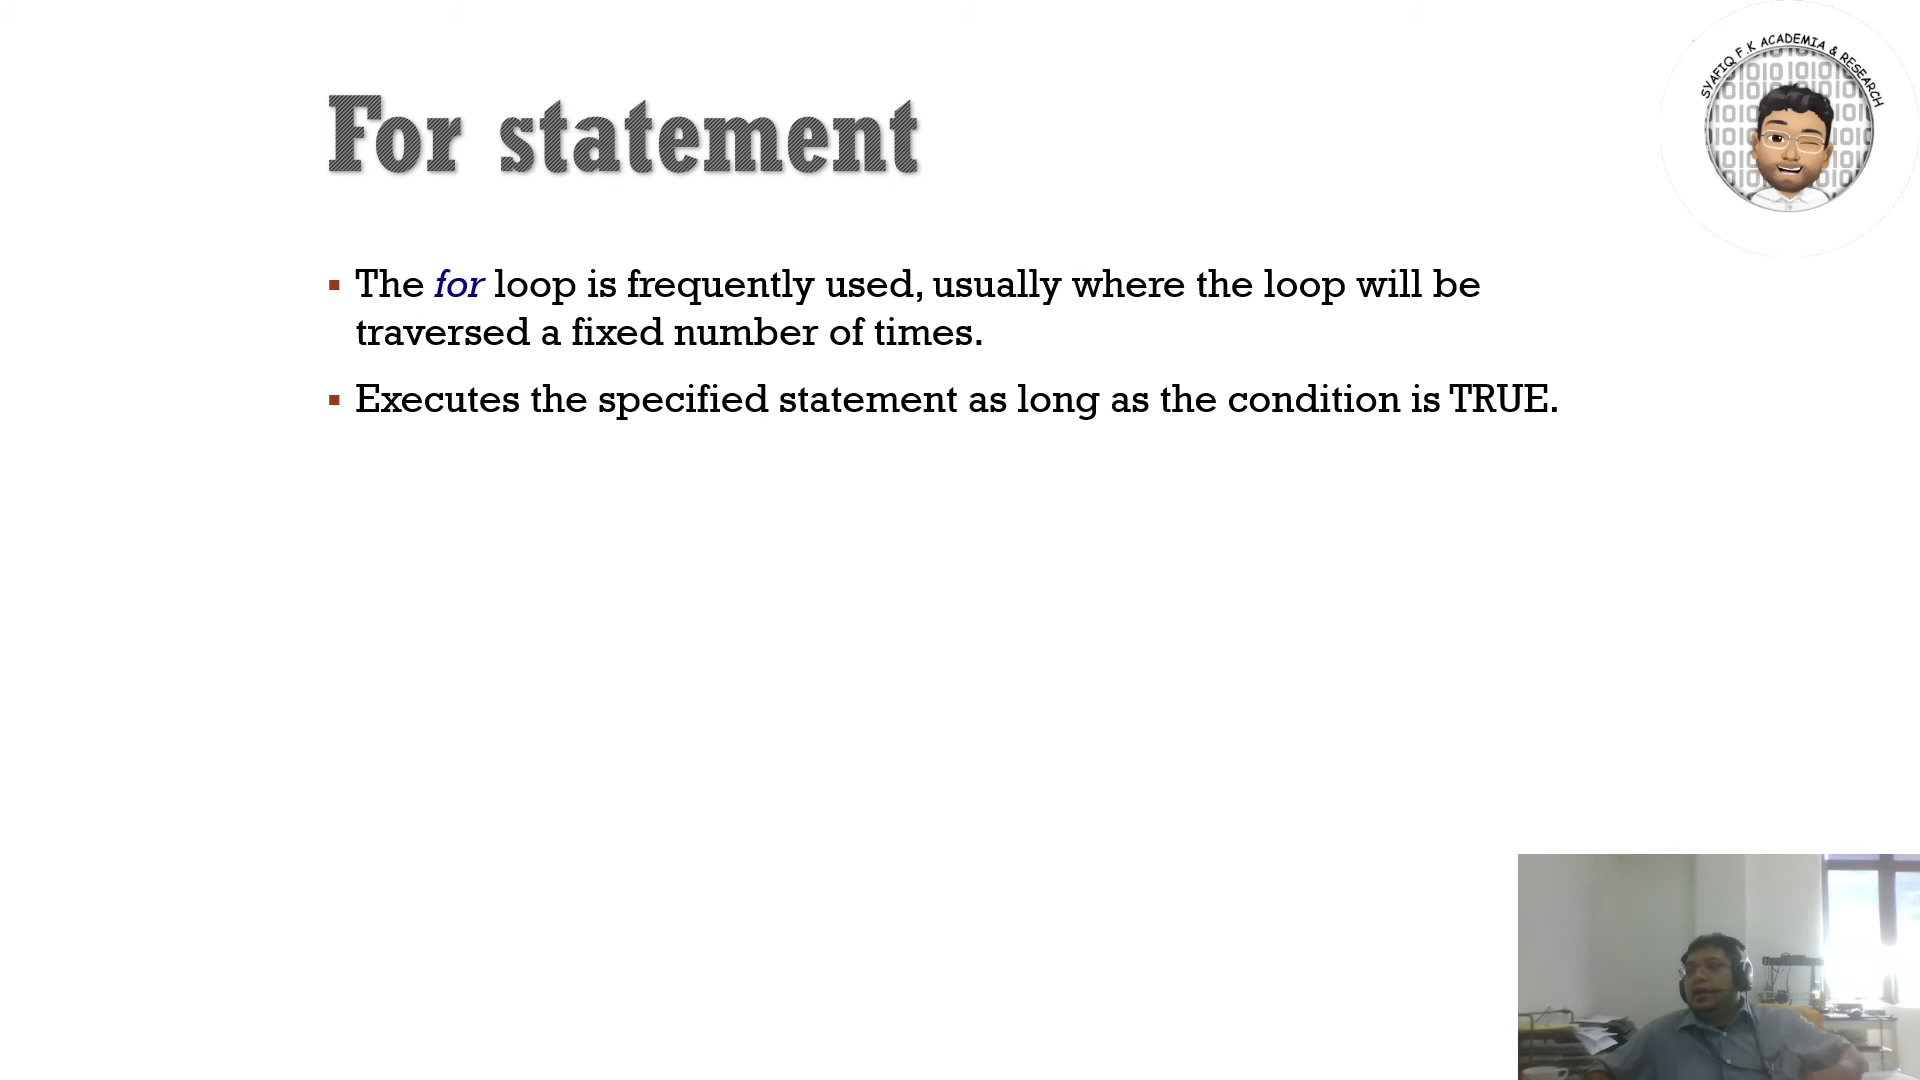 SYAFIQ F.K ACADEMIA & RESEARCH
For statement
The for loop is frequently used, usually where the loop will be
traversed a fixed number of times.
Executes the specified statement as long as the condition is TRUE.